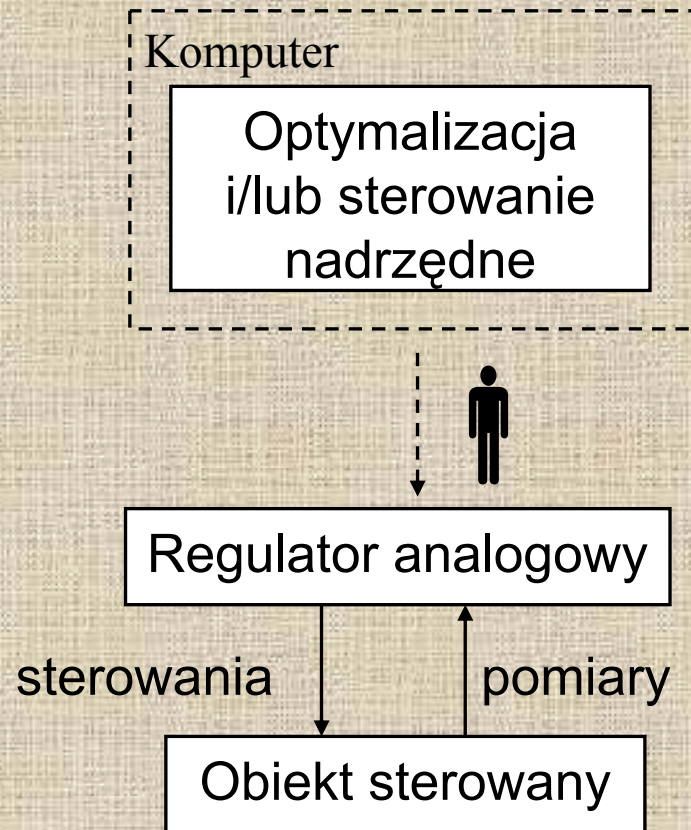 Komputer
Optymalizacja
i/lub sterowanie
nadrzędne
Regulator analogowy
sterowania
pomiary
Obiekt sterowany